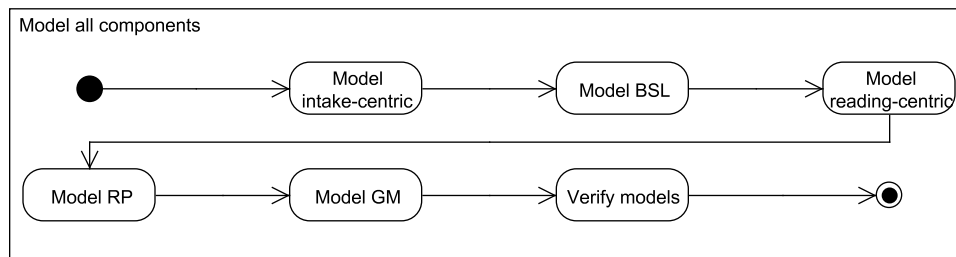 Model all components
Model
intake-centric
Model BSL
Model
reading-centric
Model RP
Model GM
Verify models